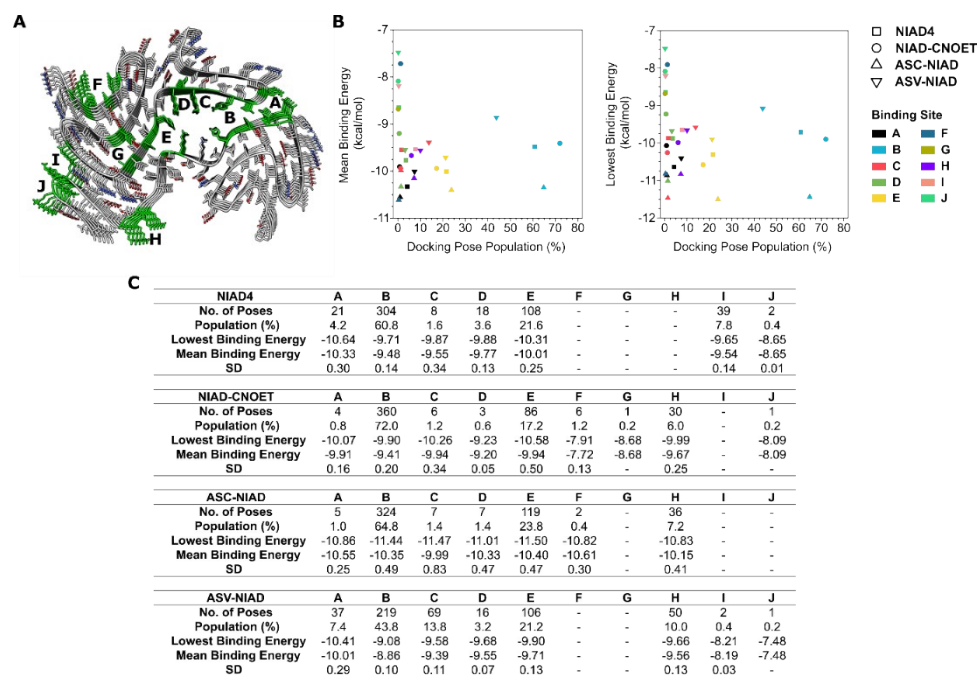 A
F
D
C
A
B
E
G
I
J
H
B
-7
-8
-9
-10
-11
Mean Binding Energy
(kcal/mol)
0 10 20 30 40 50 60 70 80
Docking Pose Population (%)
-7
-8
-9
-10
-11
-12
Lowest Binding Energy
(kcal/mol)
0 10 20 30 40 50 60 70 80
Docking Pose Population (%)
NIAD4
NIAD-CNOET
ASC-NIAD
ASV-NIAD
Binding Site
A F
B G
C H
D I
E J
C
NIAD4 A B C D E F G H I J
No. of Poses 21 304 8 18 108 - - - 39 2
Population (%) 4.2 60.8 1.6 3.6 21.6 - - - 7.8 0.4
Lowest Binding Energy -10.64 -9.71 -9.87 -9.88 -10.31 - - - -9.65 -8.65
Mean Binding Energy -10.33 -9.48 -9.55 -9.77 -10.01 - - - -9.54 -8.65
SD 0.30 0.14 0.34 0.13 0.25 0.14 0.01
NIAD-CNOET A B C D E F G H I J
No. of Poses 4 360 6 3 86 6 1 30 - 1
Population (%) 0.8 72.0 1.2 0.6 17.2 1.2 0.2 6.0 - 0.2
Lowest Binding Energy -10.07 -9.90 -10.26 -9.23 -10.58 -7.91 -8.68 -9.99 - -8.09
Mean Binding Energy -9.91 -9.41 -9.94 -9.20 -9.94 -7.72 -8.68 -9.67 - -8.09
SD 0.16 0.20 0.34 0.05 0.50 0.13 - 0.25 -
ASC-NIAD A B C D E F G H I J
No. of Poses 5 324 7 7 119 2 - 36 - -
Population (%) 1.0 64.8 1.4 1.4 23.8 0.4 - 7.2 - -
Lowest Binding Energy -10.86 -11.44 -11.47 -11.01 -11.50 -10.82 - -10.83 - -
Mean Binding Energy -10.55 -10.35 -9.99 -10.33 -10.40 -10.61 - -10.15 - -
SD 0.25 0.49 0.83 0.47 0.47 0.30 - 0.41 - -
ASV-NIAD A B C D E F G H I J
No. of Poses 37 219 69 16 106 - - 50 2 1
Population (%) 7.4 43.8 13.8 3.2 21.2 - - 10.0 0.4 0.2
Lowest Binding Energy -10.41 -9.08 -9.58 -9.68 -9.90 - - -9.66 -8.21 -7.48
Mean Binding Energy -10.01 -8.86 -9.39 -9.55 -9.71 - - -9.56 -8.19 -7.48
SD 0.29 0.10 0.11 0.07 0.13 - - 0.13 0.03 -